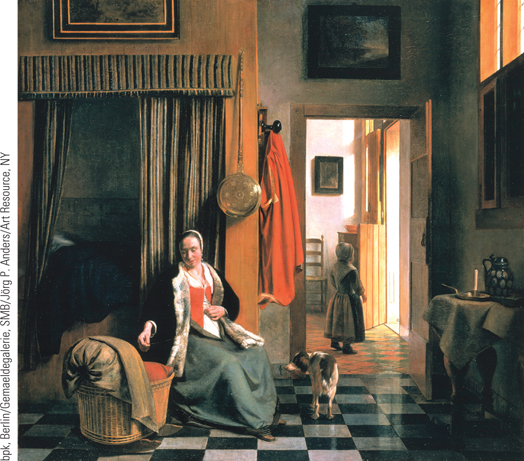 bpk, Berlin/Gemaeldegalerie, SMB/Jörg P. Anders/Art Resource, NY